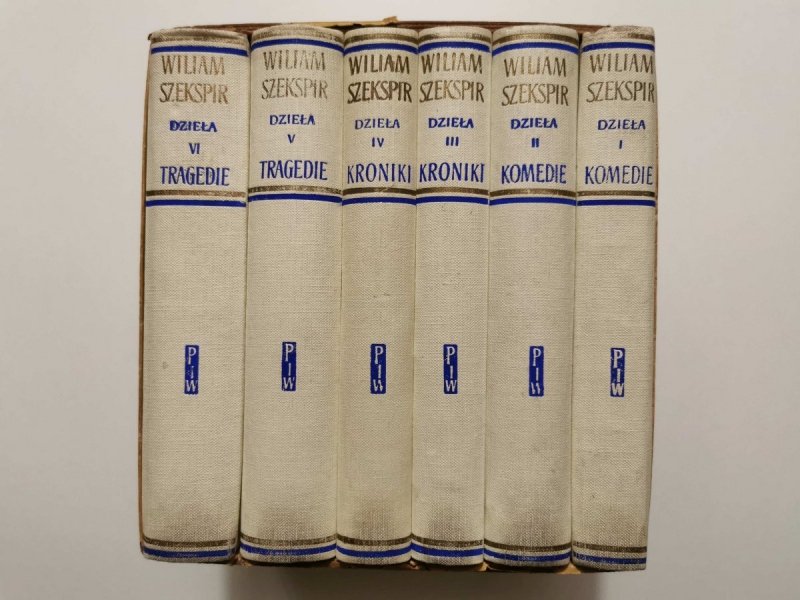 WILIAM
SZEKSPIR
DZIEŁA
VI
TRAGEDIE
PIW
WILIAM
SZEKSPIR
DZIEŁA
V
TRAGEDIE
PIW
WILIAM
SZEKSPIR
DZIEŁA
IV
KRONIKI
PIW
WILIAM
SZEKSPIR
DZIEŁA
III
KRONIKI
PIW
WILIAM
SZEKSPIR
DZIEŁA
II
KOMEDIE
PIW
WILIAM
SZEKSPIR
DZIEŁA
I
KOMEDIE
PIW